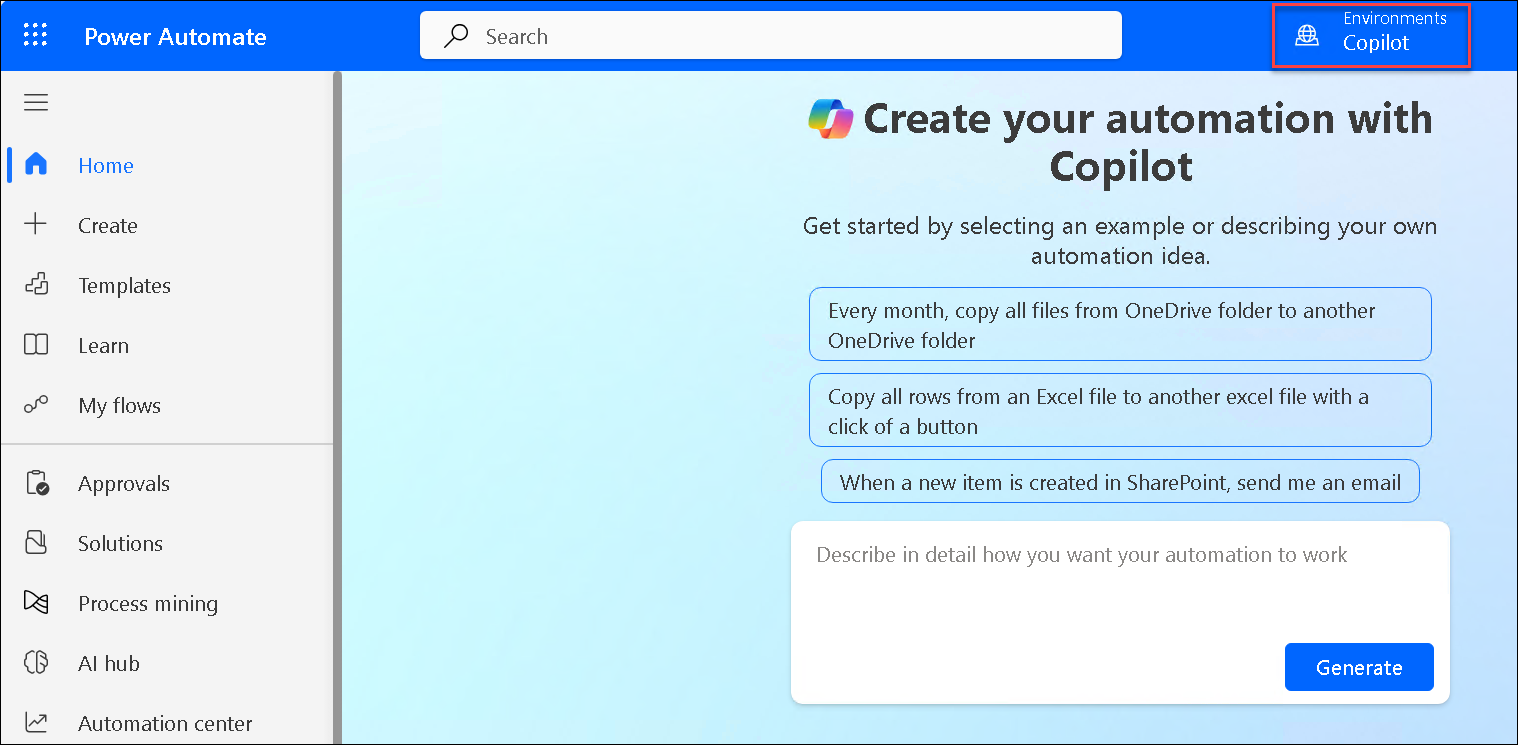 Power Automate
Search
Environments
Copilot
Home
Create
Templates
Learn
My flows
Approvals
Solutions
Process mining
AI hub
Automation center
Create your automation with
Copilot
Get started by selecting an example or describing your own
automation idea.
Every month, copy all files from OneDrive folder to another
OneDrive folder
Copy all rows from an Excel file to another excel file with a
click of a button
When a new item is created in SharePoint, send me an email
Describe in detail how you want your automation to work
Generate